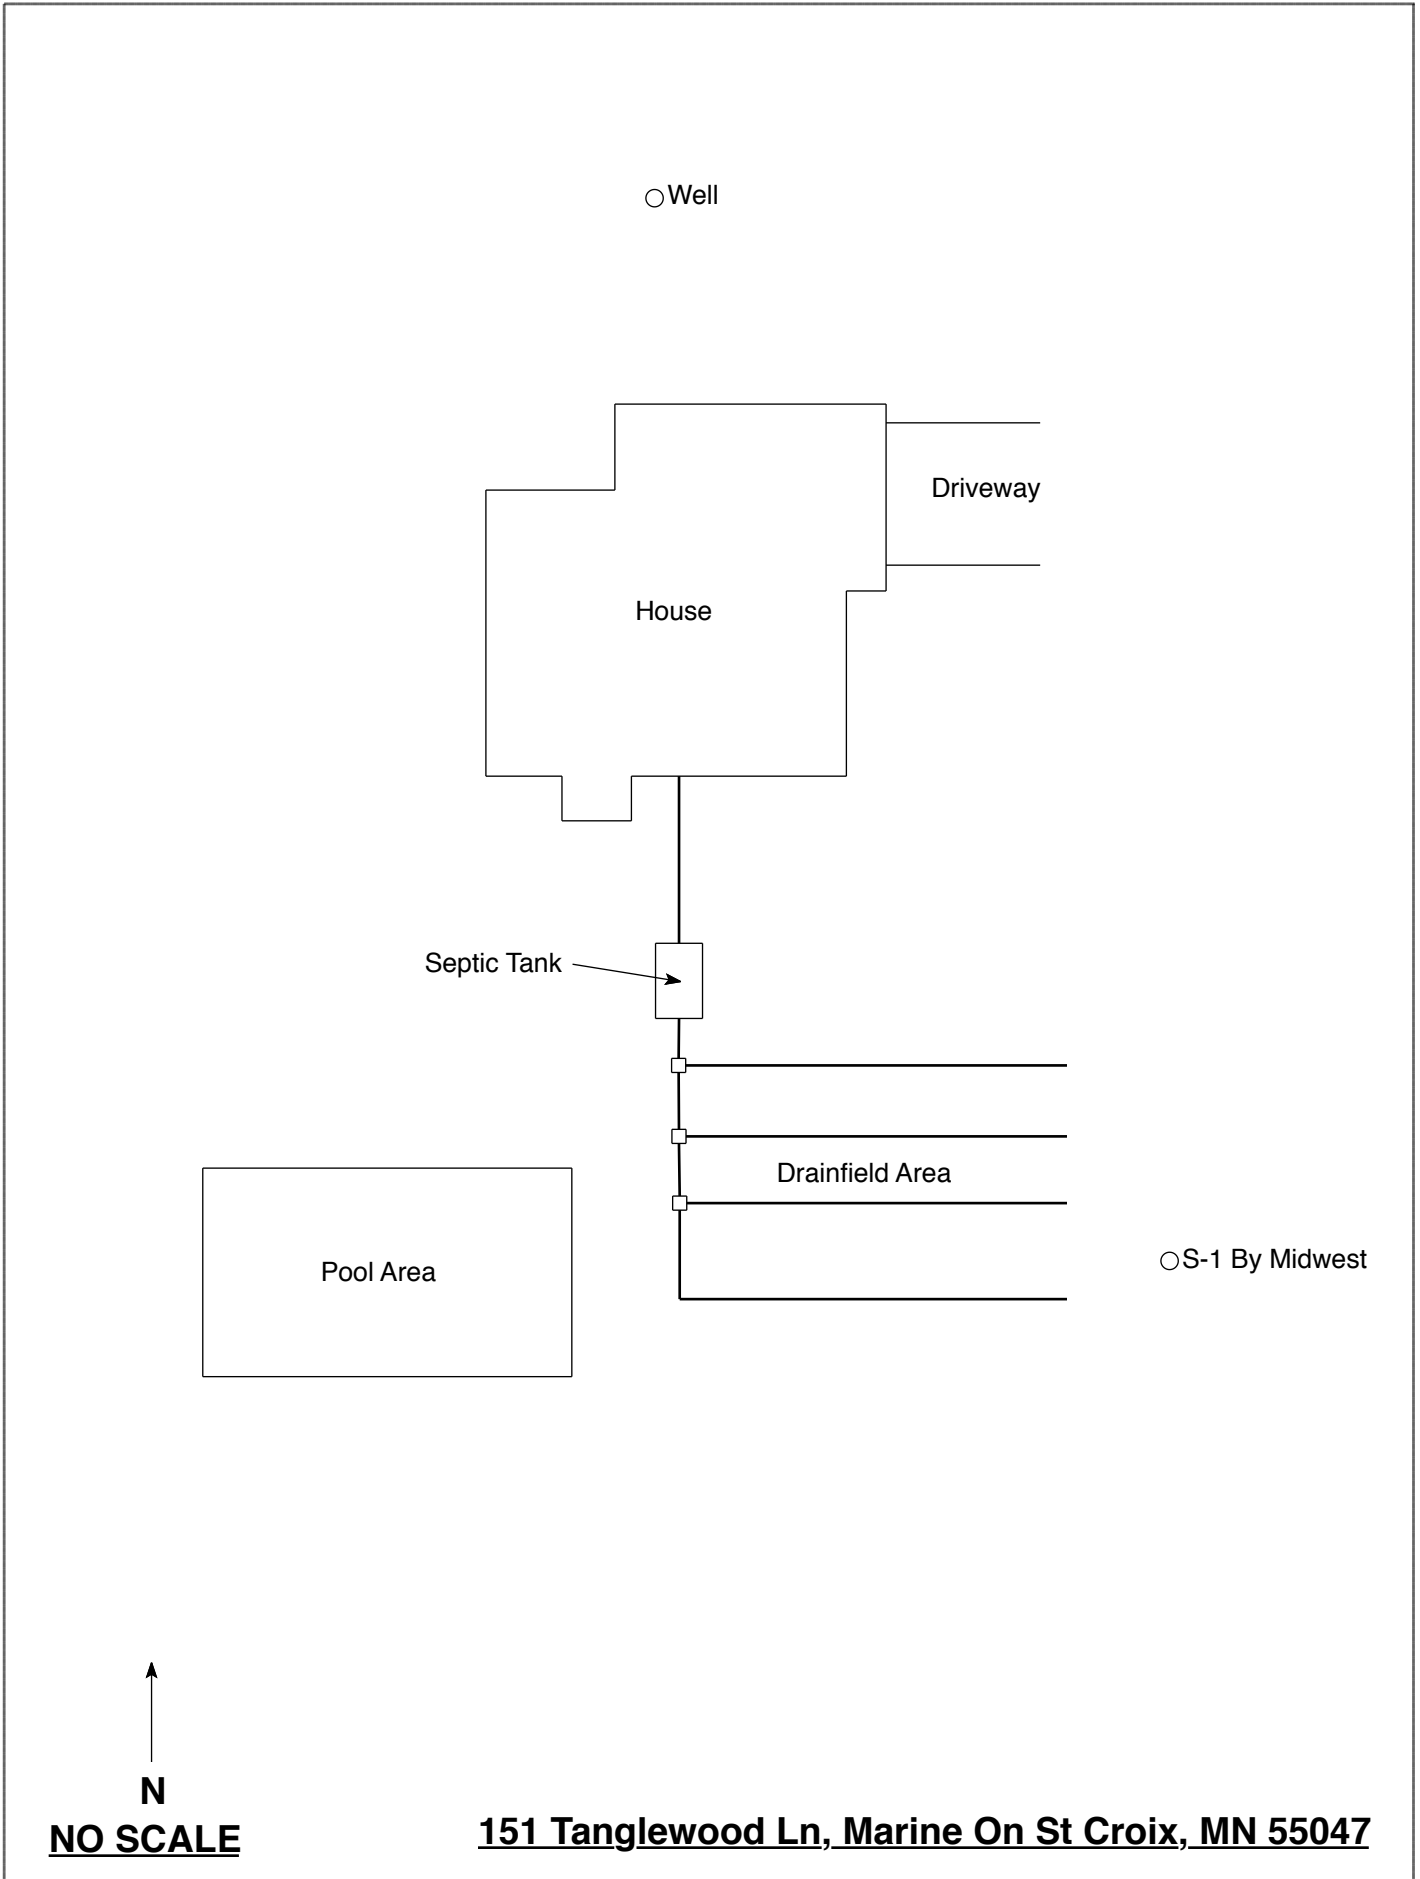 Well
Driveway
House
Septic Tank
Drainfield Area
S-1 By Midwest
Pool Area
N
NO SCALE
151 Tanglewood Ln, Marine On St Croix, MN 55047